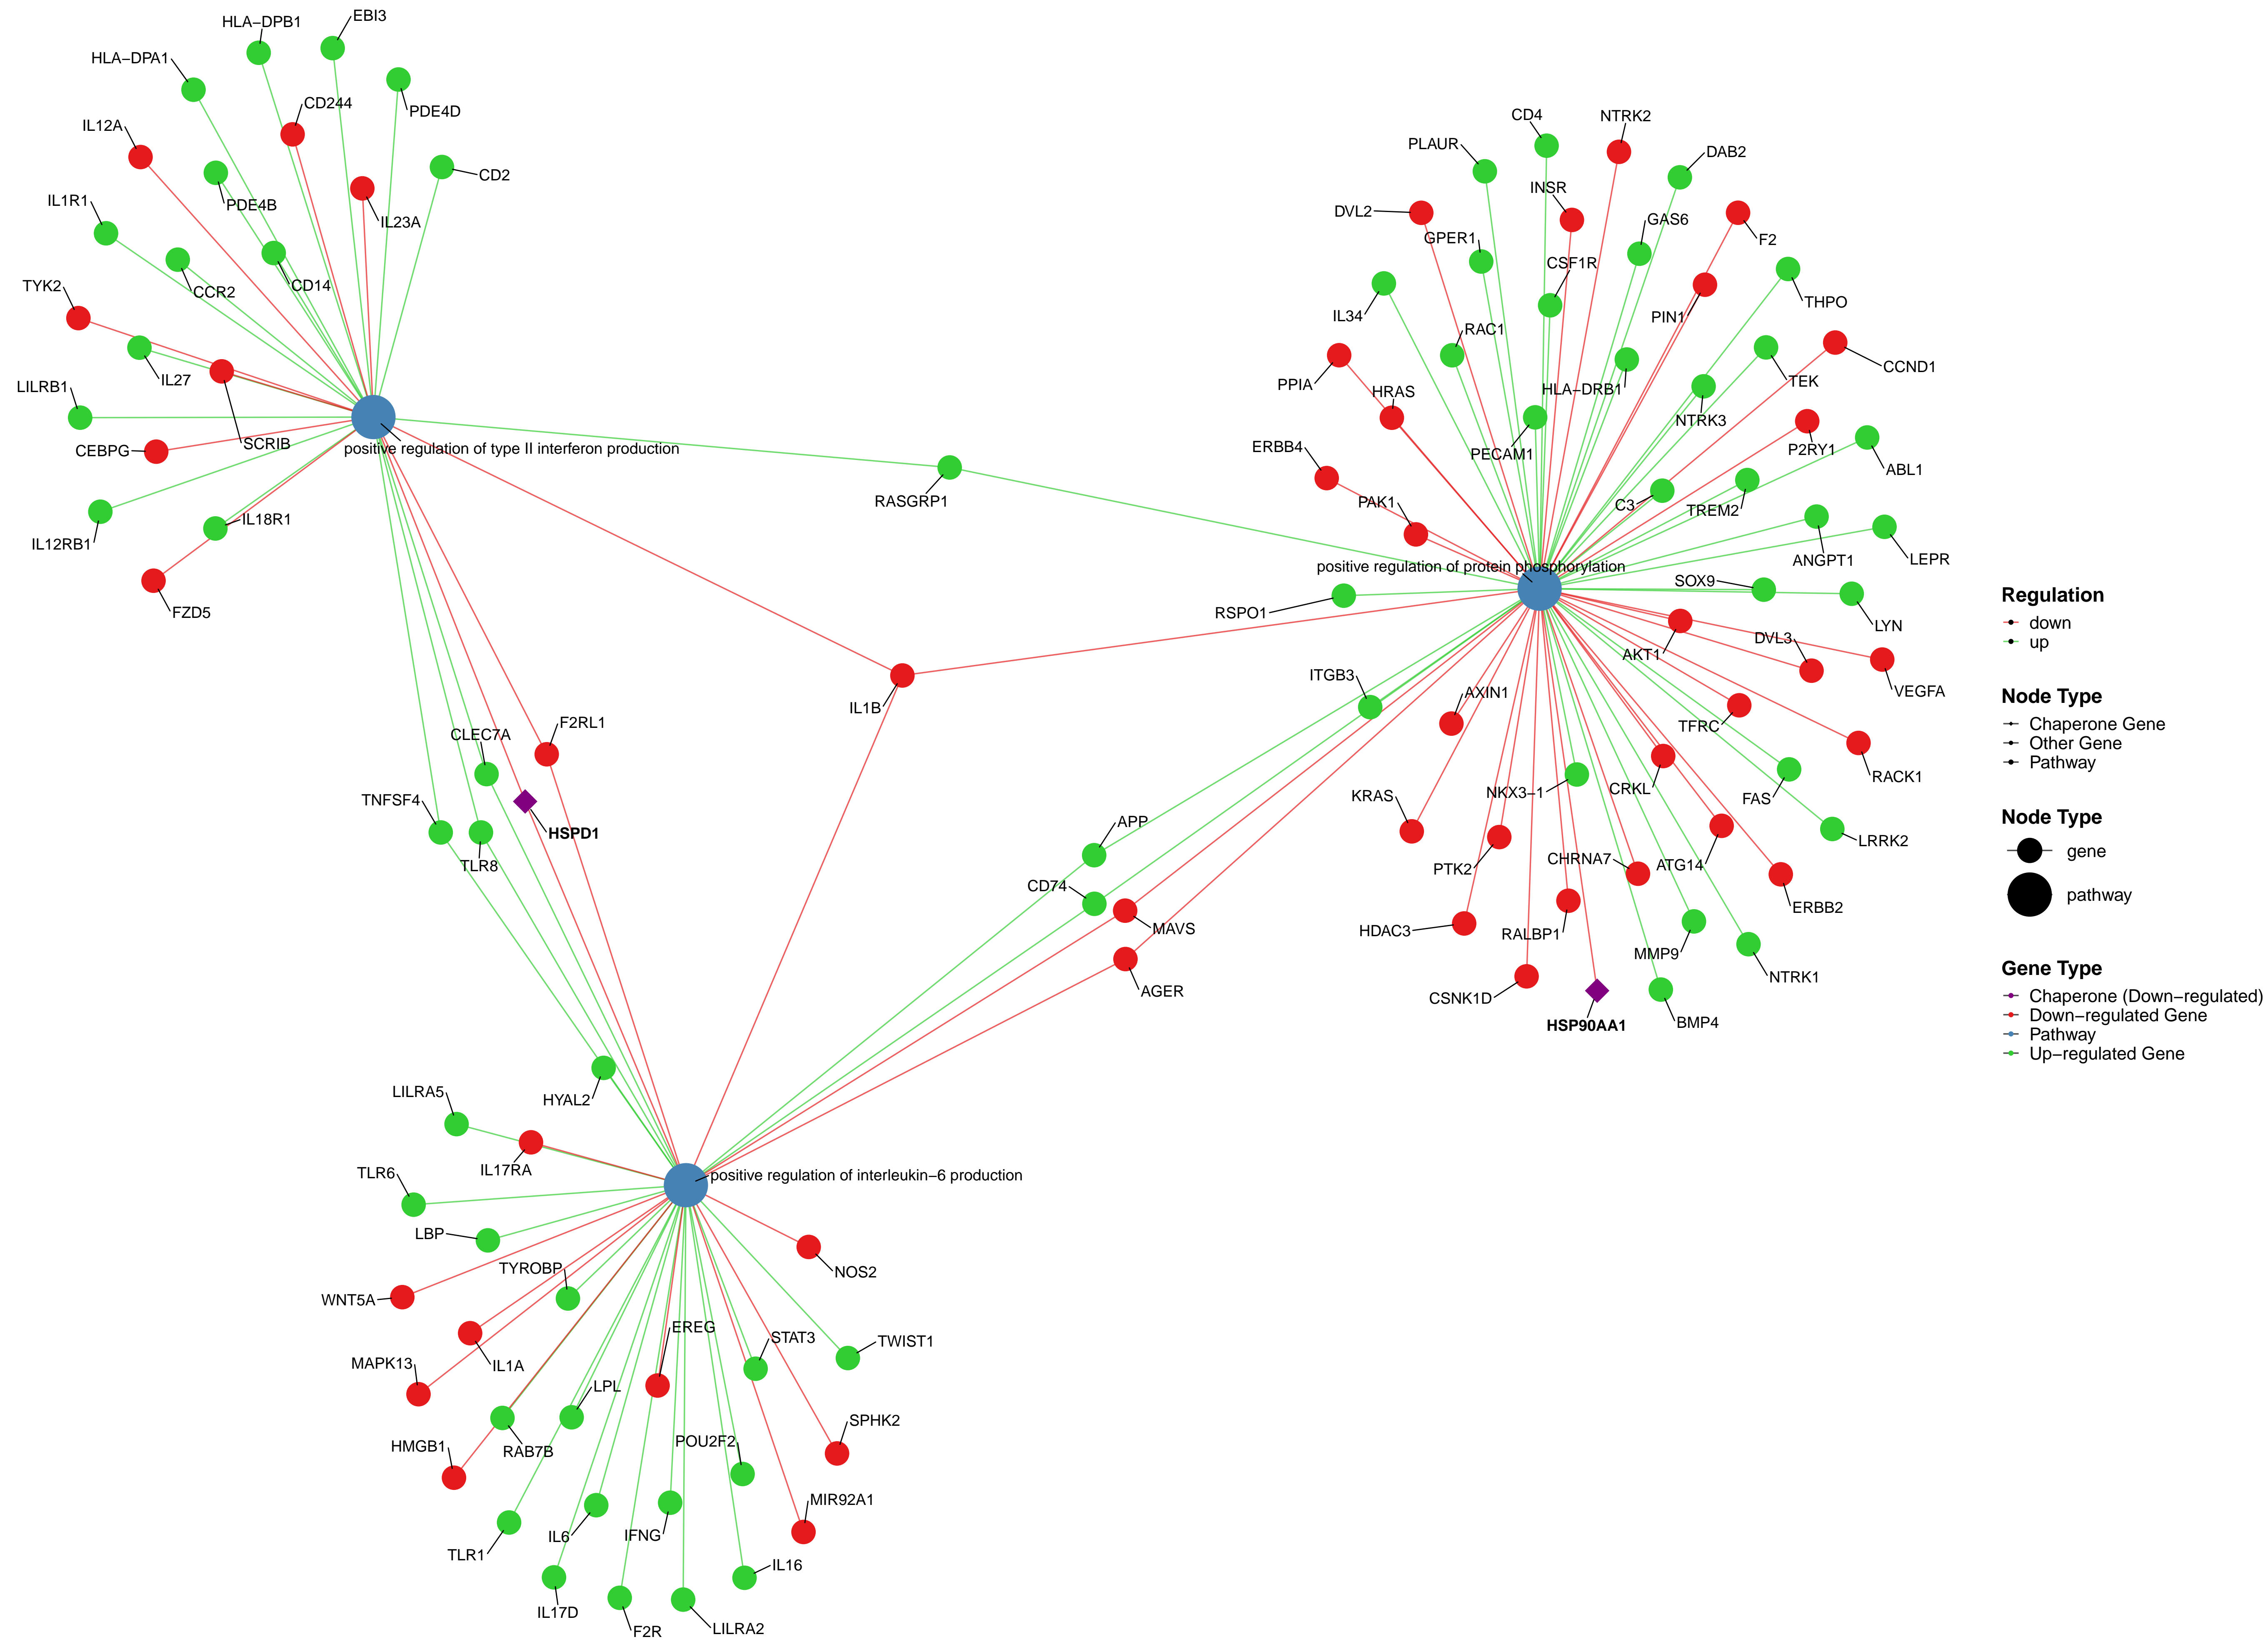 EBI3
HLA−DPB1
HLA−DPA1
PDE4D
CD244
IL12A
CD2
PDE4B
IL23A
IL1R1
CCR2
CD14
TYK2
IL27
LILRB1
SCRIB
CEBPG
positive regulation of type II interferon production
IL18R1
IL12RB1
FZD5
RASGRP1
IL1B
CD4
NTRK2
PLAUR
DAB2
INSR
DVL2
GAS6
GPER1
F2
CSF1R
THPO
IL34
PIN1
RAC1
CCND1
PPIA
TEK
HRAS
HLA−DRB1
NTRK3
ERBB4
PECAM1
P2RY1
ABL1
PAK1
C3
TREM2
ANGPT1
LEPR
positive regulation of protein phosphorylation
SOX9
RSPO1
LYN
DVL3
AKT1
ITGB3
AXIN1
VEGFA
TFRC
RACK1
KRAS
NKX3−1
CRKL
FAS
LRRK2
PTK2
CHRNA7
ATG14
ERBB2
HDAC3
RALBP1
MMP9
NTRK1
CSNK1D
HSP90AA1
BMP4
F2RL1
CLEC7A
TNFSF4
HSPD1
TLR8
APP
CD74
MAVS
AGER
HYAL2
LILRA5
IL17RA
TLR6
positive regulation of interleukin−6 production
LBP
TYROBP
NOS2
WNT5A
EREG
STAT3
TWIST1
MAPK13
IL1A
LPL
SPHK2
HMGB1
RAB7B
POU2F2
MIR92A1
TLR1
IL6
IFNG
IL16
IL17D
F2R
LILRA2
Regulation
down
up
Node Type
Chaperone Gene
Other Gene
Pathway
Node Type
gene
pathway
Gene Type
Chaperone (Down−regulated)
Down−regulated Gene
Pathway
Up−regulated Gene